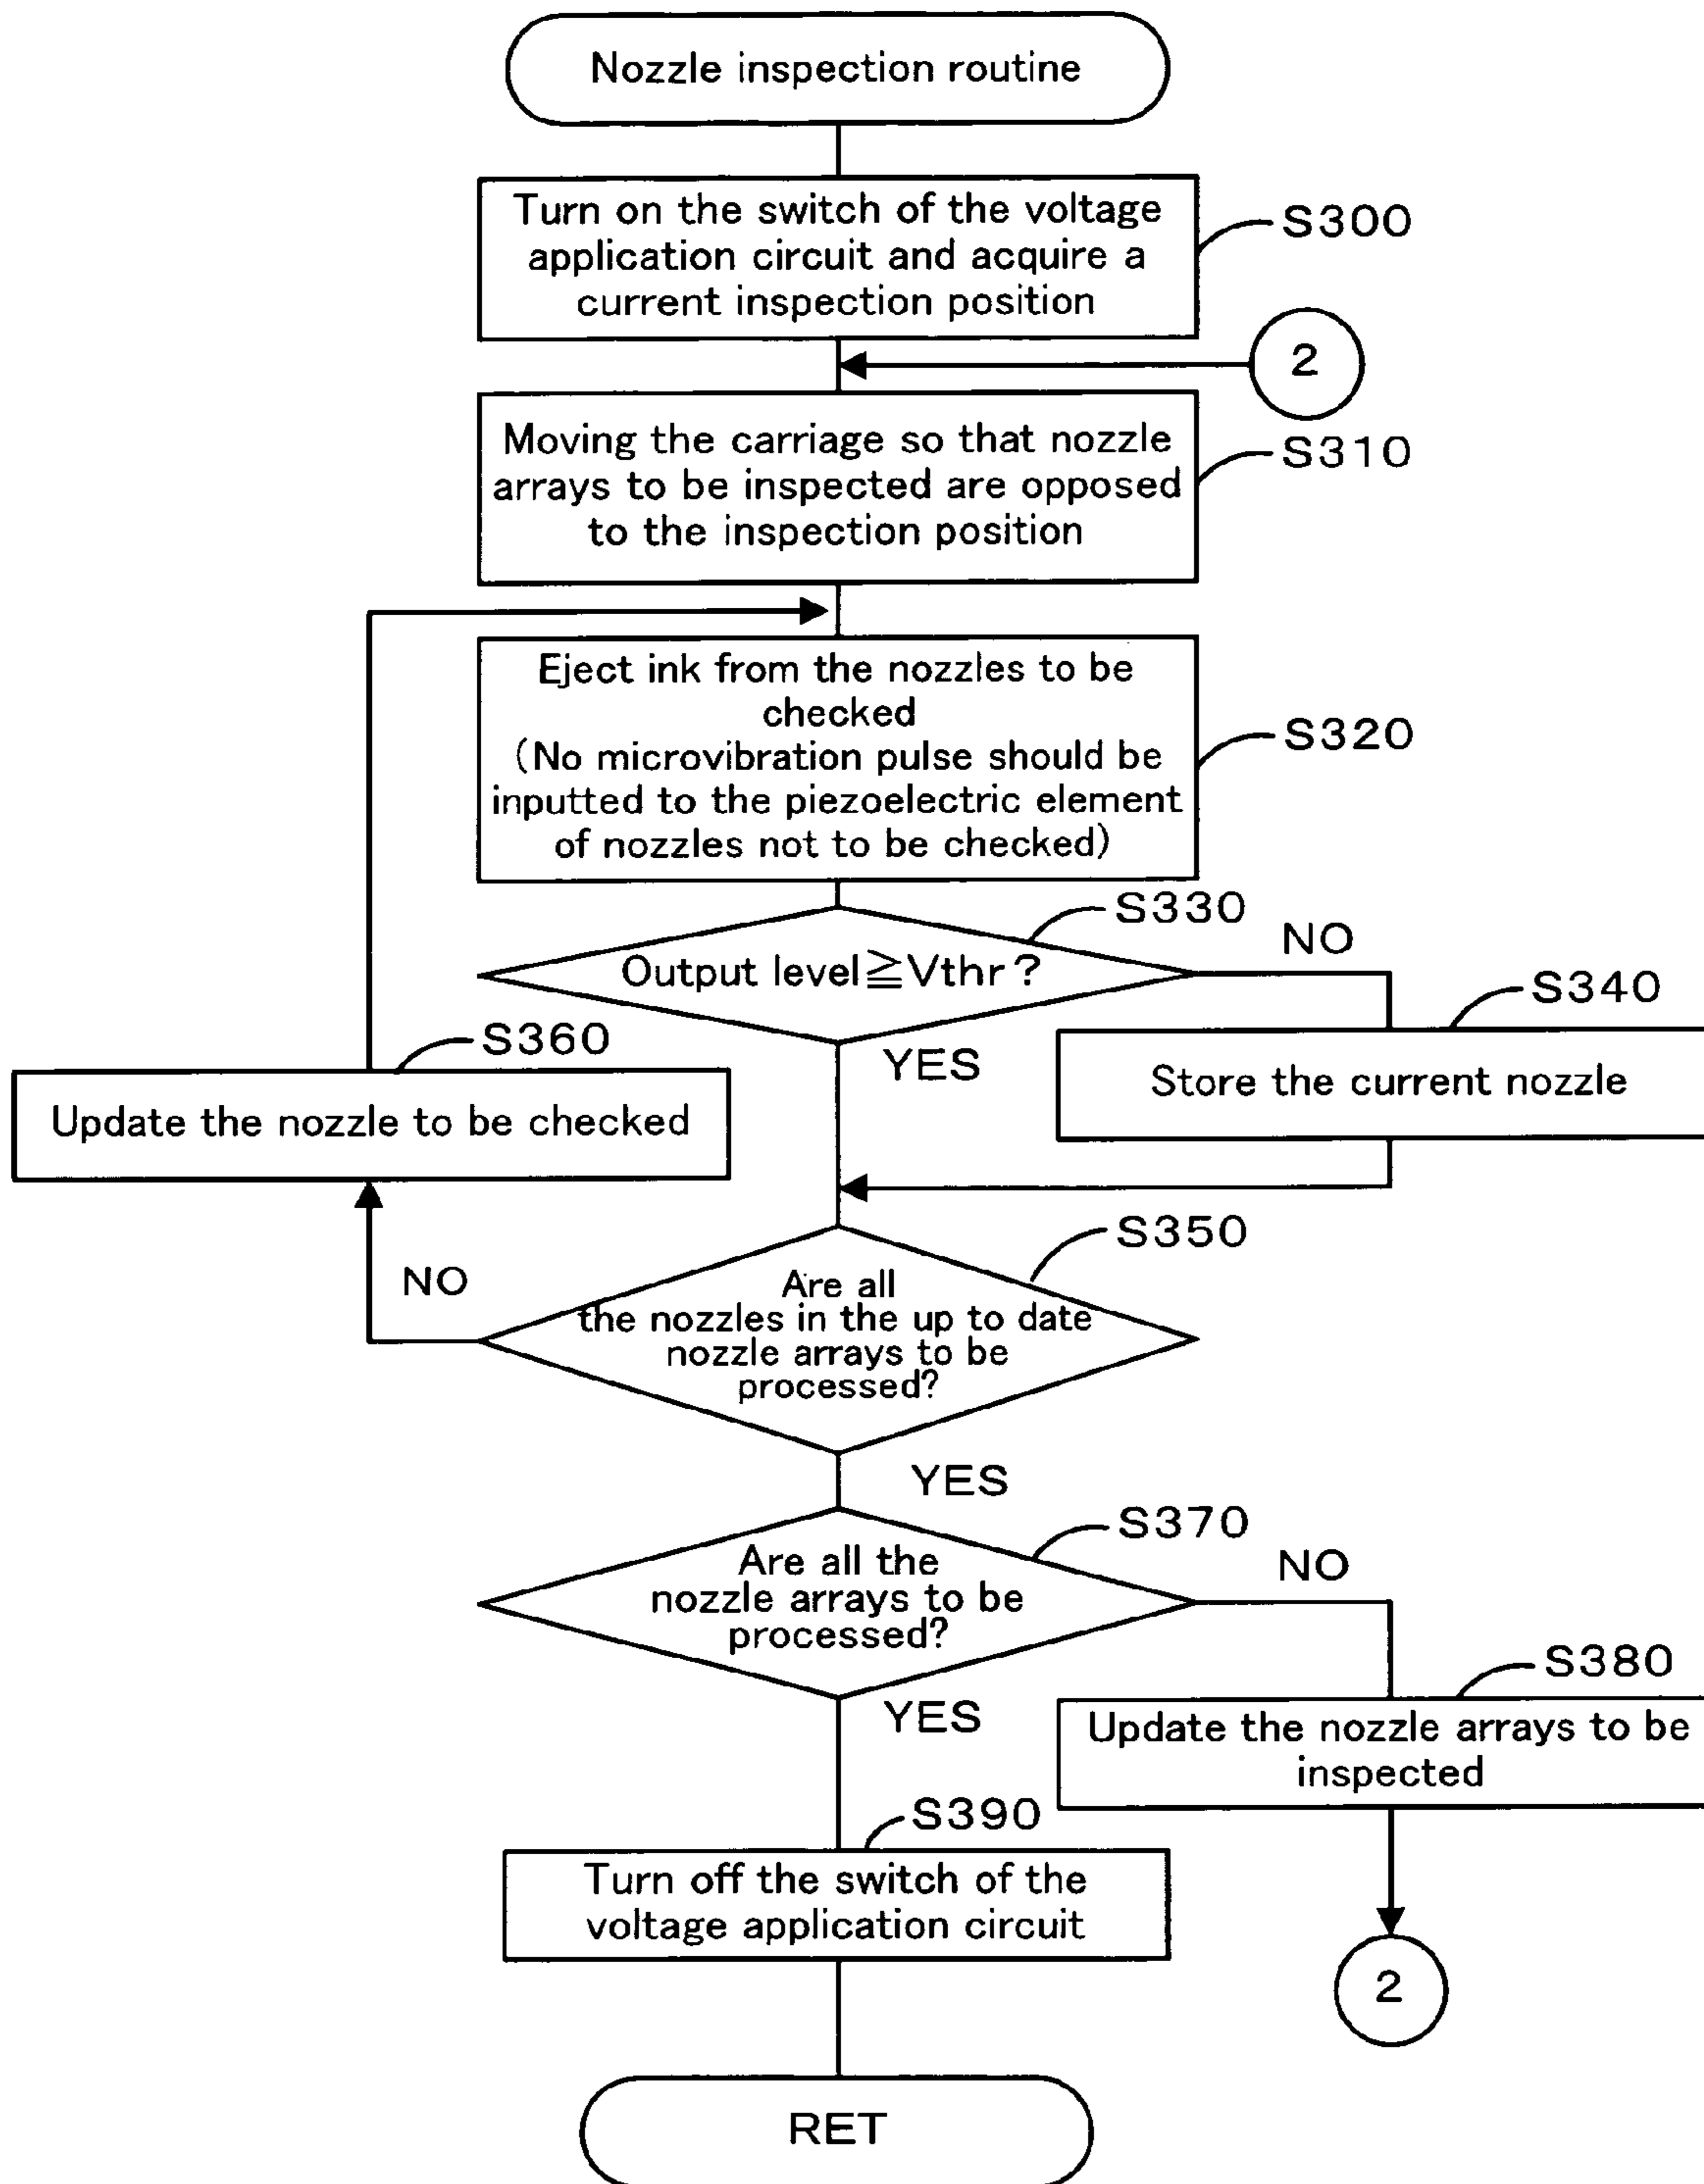 Nozzle inspection routine
Turn on the switch of the voltage
application circuit and acquire a
current inspection position
S300
2
Moving the carriage so that nozzle
arrays to be inspected are opposed
to the inspection position
S310
Eject ink from the nozzles to be
checked
(No microvibration pulse should be
inputted to the piezoelectric element
of nozzles not to be checked)
S320
S330
Output level≧Vthr?
NO
YES
S340
Store the current nozzle
S360
Update the nozzle to be checked
S350
Are all
the nozzles in the up to date
nozzle arrays to be
processed?
NO
YES
S370
Are all the
nozzle arrays to be
processed?
NO
YES
S380
Update the nozzle arrays to be
inspected
2
S390
Turn off the switch of the
voltage application circuit
RET